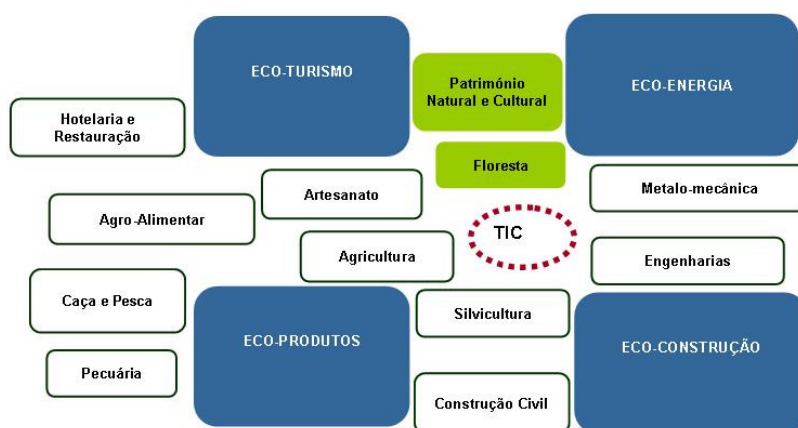 ECO-TURISMO
Património
Natural e Cultural
ECO-ENERGIA
Hotelaria e
Restauração
Floresta
Artesanato
Metalo-mecânica
Agro-Alimentar
TIC
Agricultura
Engenharias
Caça e Pesca
Silvicultura
ECO-PRODUTOS
ECO-CONSTRUÇÃO
Pecuária
Construção Civil